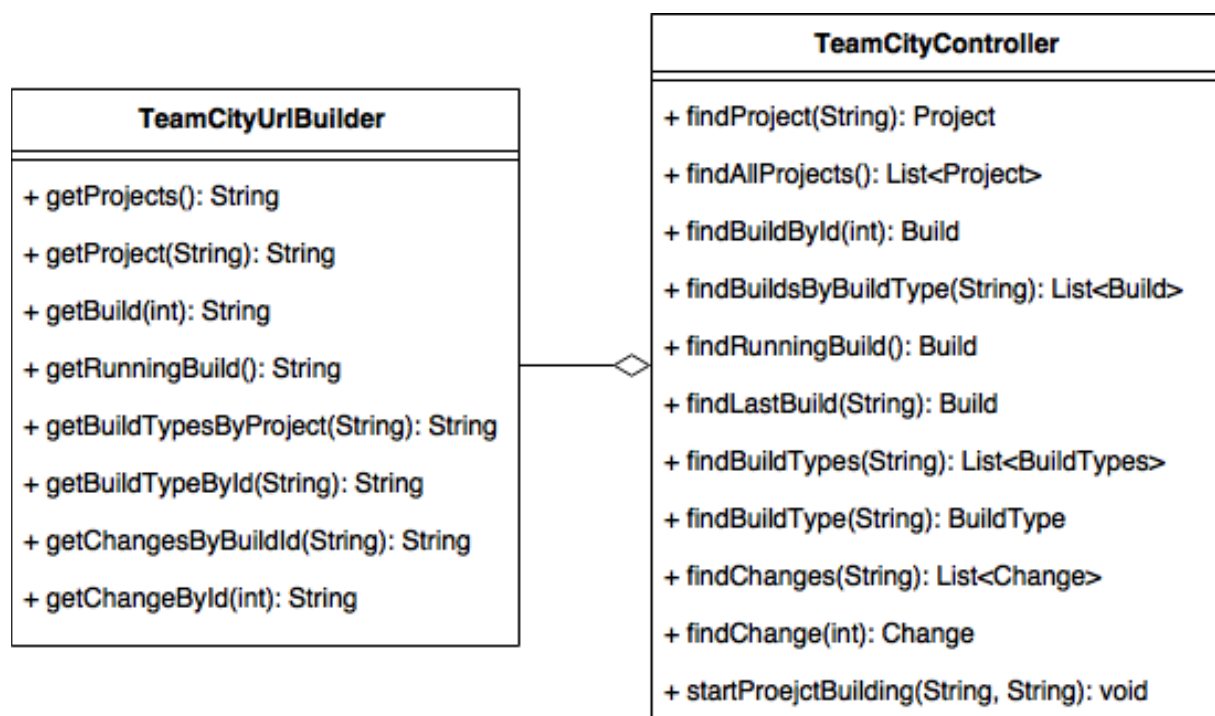 TeamCityUrlBuilder
+ getProjects(): String
+ getProject(String): String
+ getBuild(int): String
+ getRunningBuild(): String
+ getBuildTypesByProject(String): String
+ getBuildTypeById(String): String
+ getChangesByBuildId(String): String
+ getChangeById(int): String
TeamCityController
+ findProject(String): Project
+ findAllProjects(): List<Project>
+ findBuildById(int): Build
+ findBuildsByBuildType(String): List<Build>
+ findRunningBuild(): Build
+ findLastBuild(String): Build
+ findBuildTypes(String): List<BuildTypes>
+ findBuildType(String): BuildType
+ findChanges(String): List<Change>
+ findChange(int): Change
+ startProejctBuilding(String, String): void